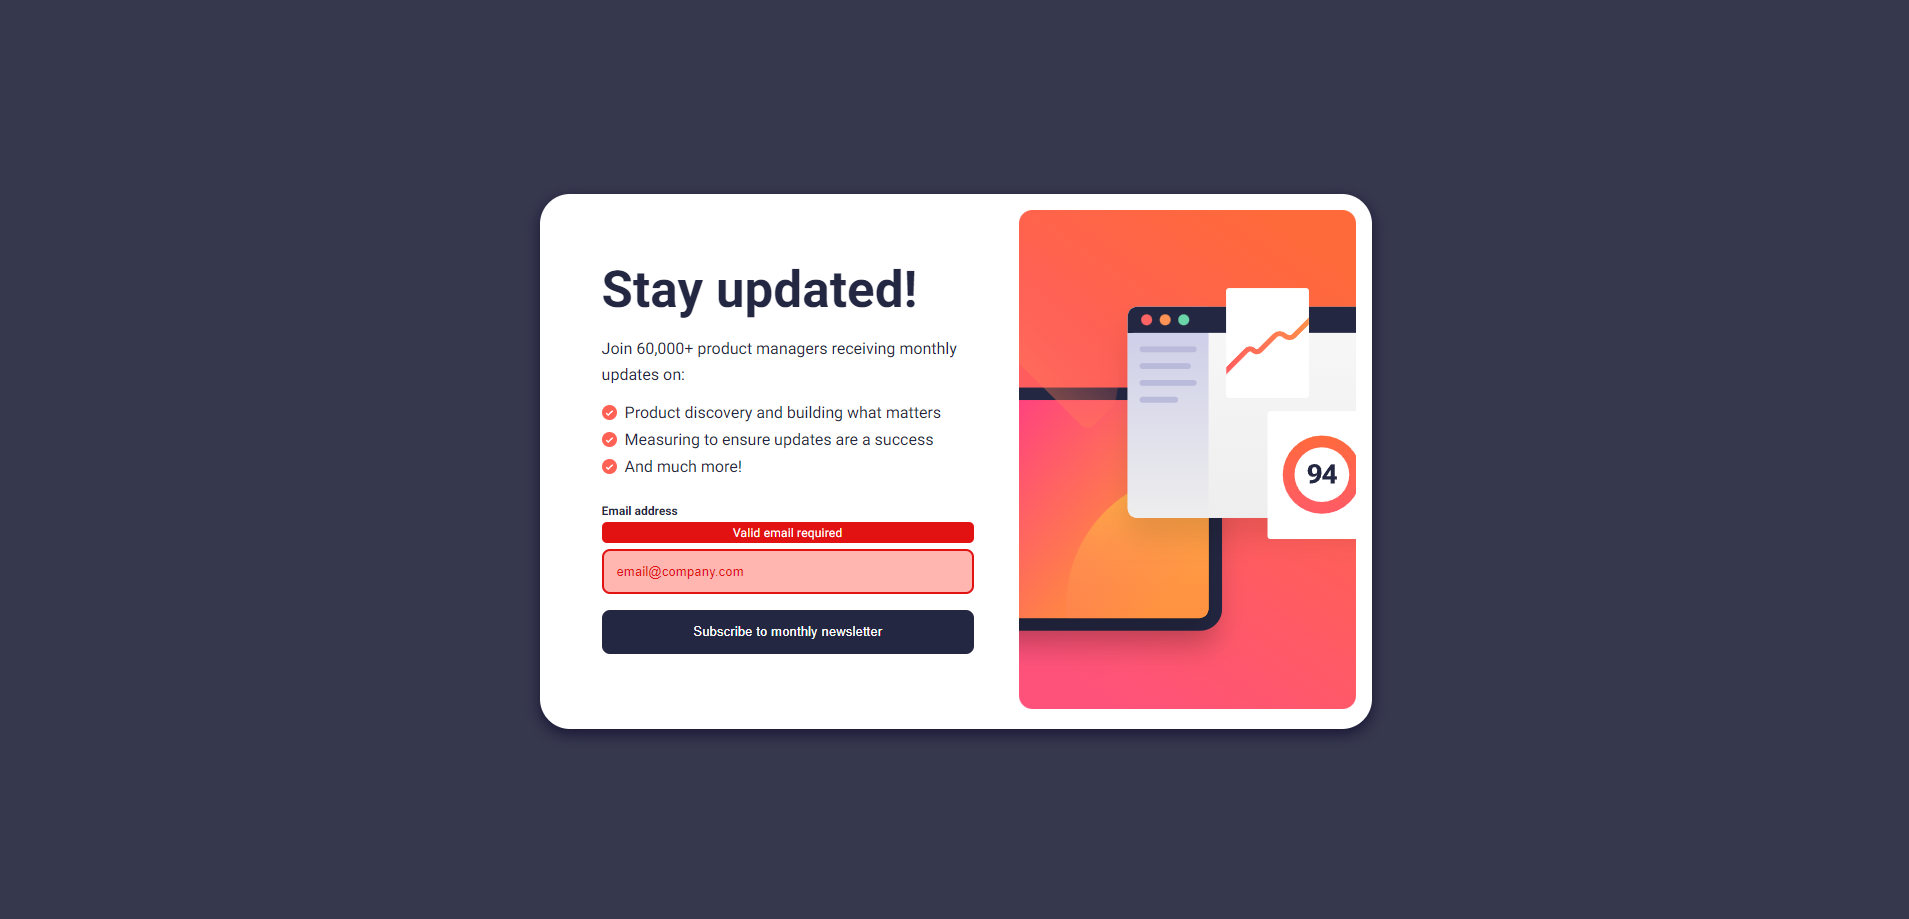 Stay updated!
Join 60,000+ product managers receiving monthly
updates on:
Product discovery and building what matters
Measuring to ensure updates are a success
And much more!
Email address
Valid email required
email@company.com
Subscribe to monthly newsletter
94